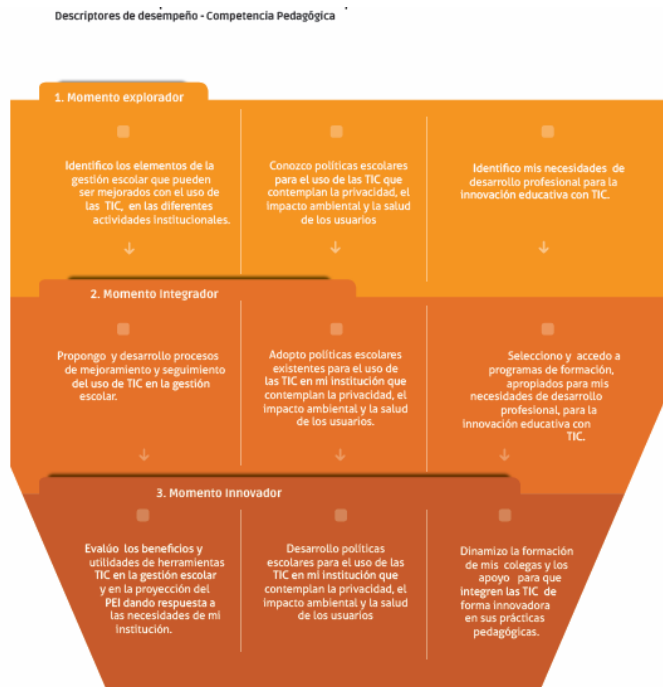 Descriptores de desempeño - Competencia Pedagógica
1. Momento explorador
Identifico los elementos de la
gestión escolar que pueden
ser mejorados con el uso de
las TIC, en las diferentes
actividades institucionales.
Conozco políticas escolares
para el uso de las TIC que
contemplan la privacidad, el
impacto ambiental y la salud
de los usuarios
Identifico mis necesidades de
desarrollo profesional para la
innovación educativa con TIC.
2. Momento Integrador
Propongo y desarrollo procesos
de mejoramiento y seguimiento
del uso de TIC en la gestión
escolar.
Adopto políticas escolares
existentes para el uso de
las TIC en mi institución que
contemplan la privacidad, el
impacto ambiental y la salud
de los usuarios.
Selecciono y accedo a
programas de formación,
apropiados para mis
necesidades de desarrollo
profesional, para la
innovación educativa con
TIC.
3. Momento Innovador
Evalúo los beneficios y
utilidades de herramientas
TIC en la gestión escolar
y en la proyección del
PEI dando respuesta a
las necesidades de mi
institución.
Desarrollo políticas
escolares para el uso de las
TIC en mi institución que
contemplan la privacidad, el
impacto ambiental y la salud
de los usuarios
Dinamizo la formación
de mis colegas y los
apoyo para que
integren las TIC de
forma innovadora
en sus prácticas
pedagógicas.